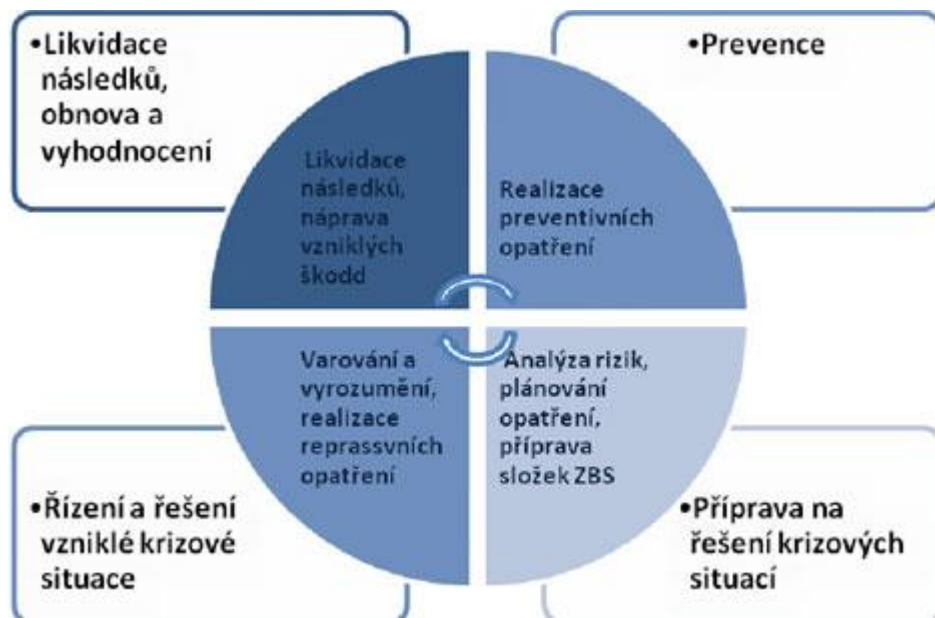 •Likvidace
následků,
obnova a
vyhodnocení
•Prevence
Likvidace
následků,
náprava
vzniklých
škodd
Realizace
preventivních
opatření
Varování a
vyrozumění,
realizace
reprassvních
opatření
Analýza rizik,
plánování
opatření,
příprava
složek ZBS
•Řízení a řešení
vzniklé krizové
situace
•Příprava na
řešení krizových
situací